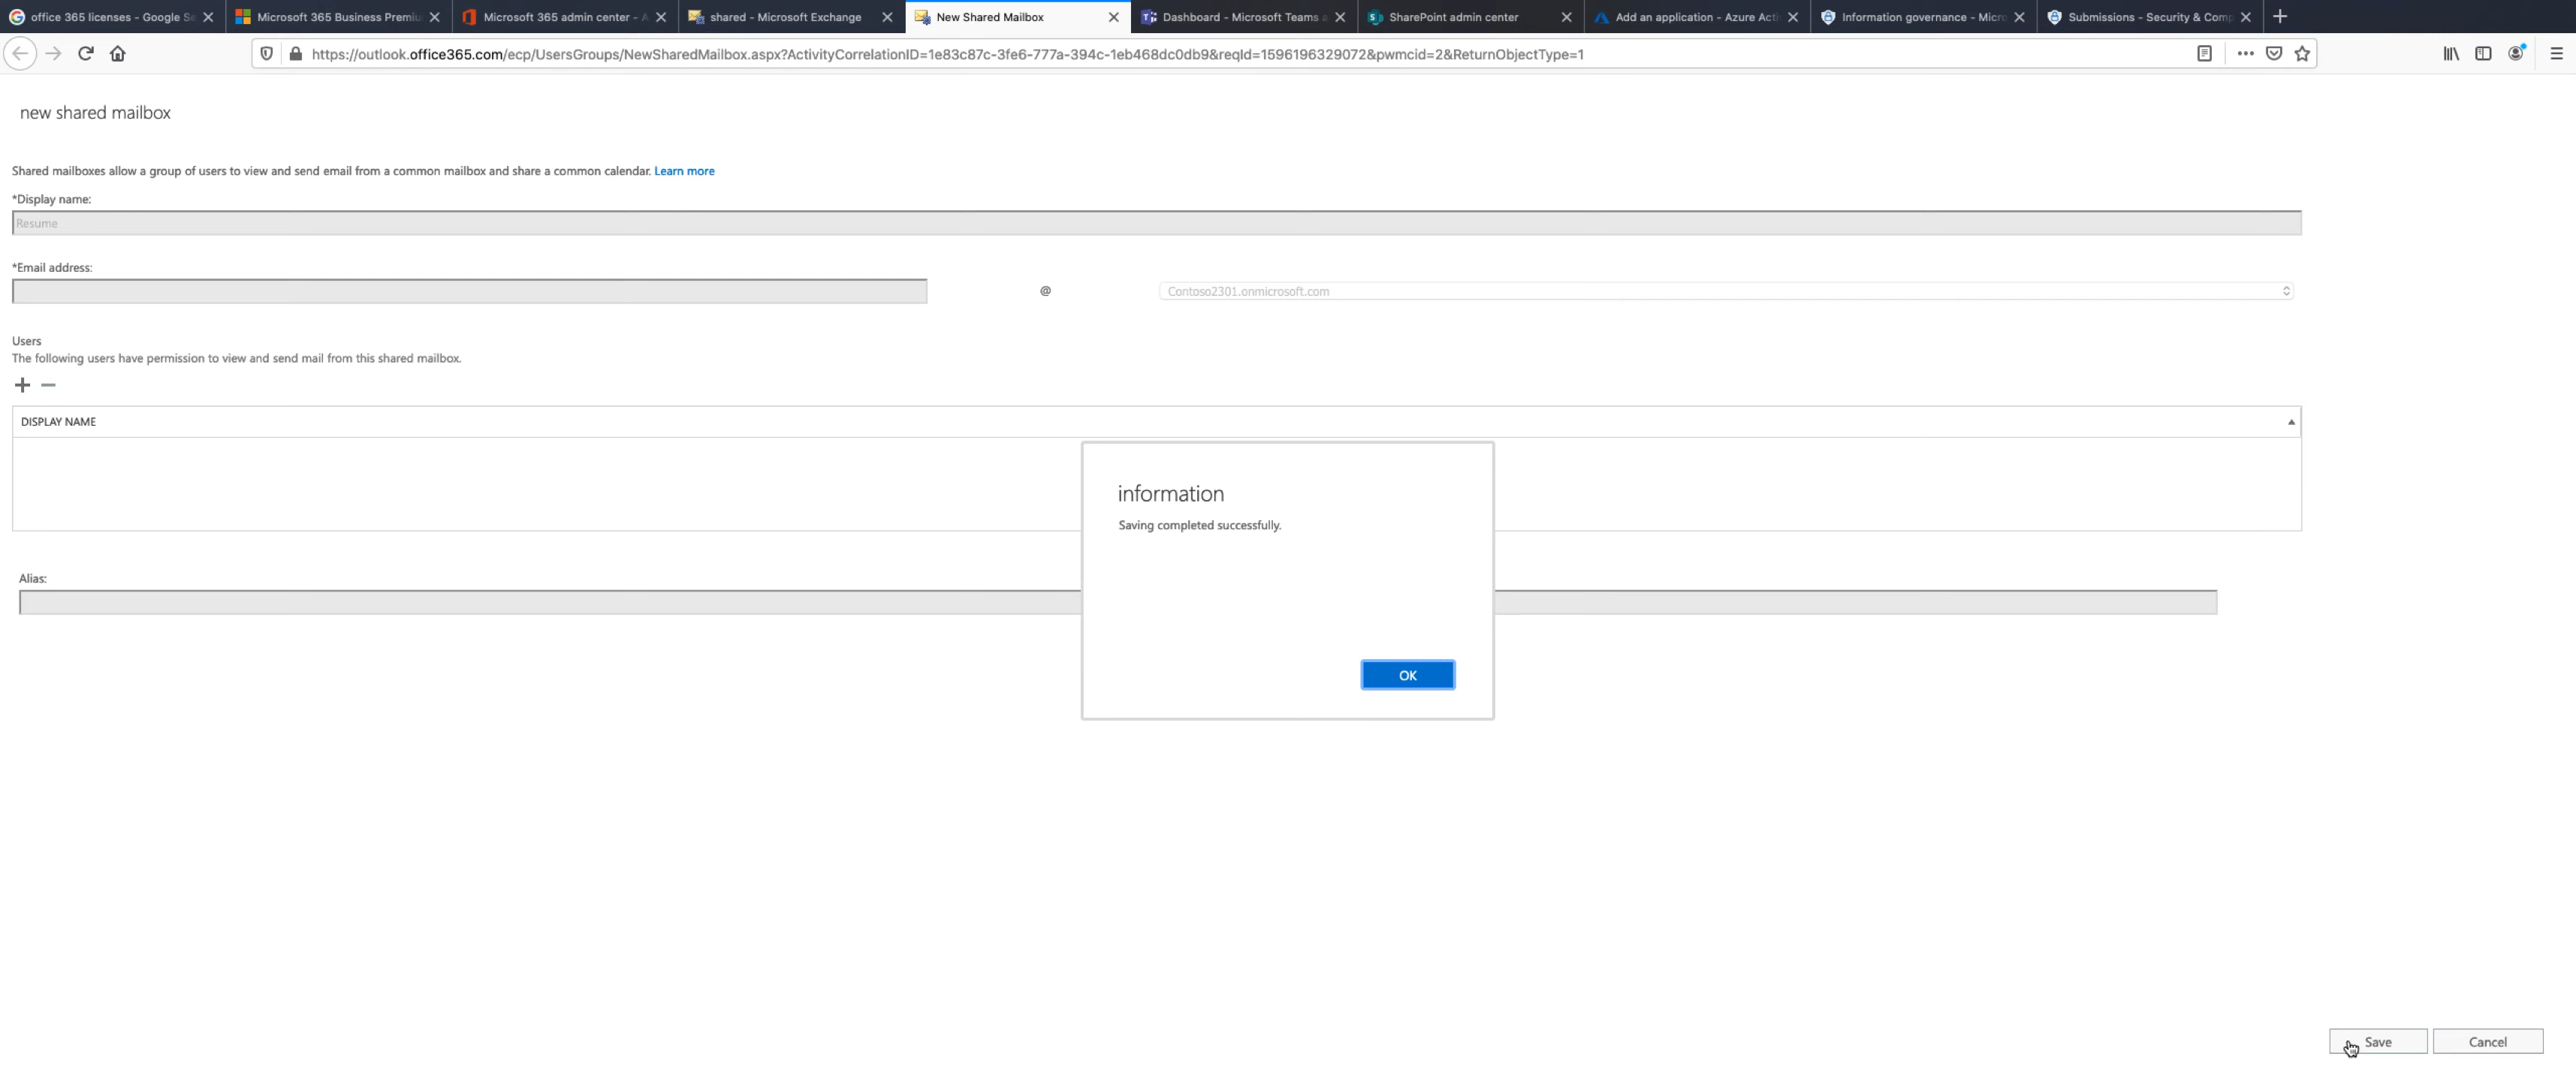 office 365 licenses - Google Se
Microsoft 365 Business Premiu
Microsoft 365 admin center - A
shared - Microsoft Exchange
New Shared Mailbox
Dashboard - Microsoft Teams a
SharePoint admin center
Add an application - Azure Acti
Information governance - Micro
Submissions - Security & Comp
https://outlook.office365.com/ecp/UsersGroups/NewSharedMailbox.aspx?ActivityCorrelationID=1e83c87c-3fe6-777a-394c-1eb468dc0db9&reqId=1596196329072&pwmcid=2&ReturnObjectType=1
new shared mailbox
Shared mailboxes allow a group of users to view and send email from a common mailbox and share a common calendar. Learn more
*Display name:
Resume
*Email address:
@ Contoso2301.onmicrosoft.com
Users
The following users have permission to view and send mail from this shared mailbox.
DISPLAY NAME
information
Saving completed successfully.
OK
Alias:
Save Cancel